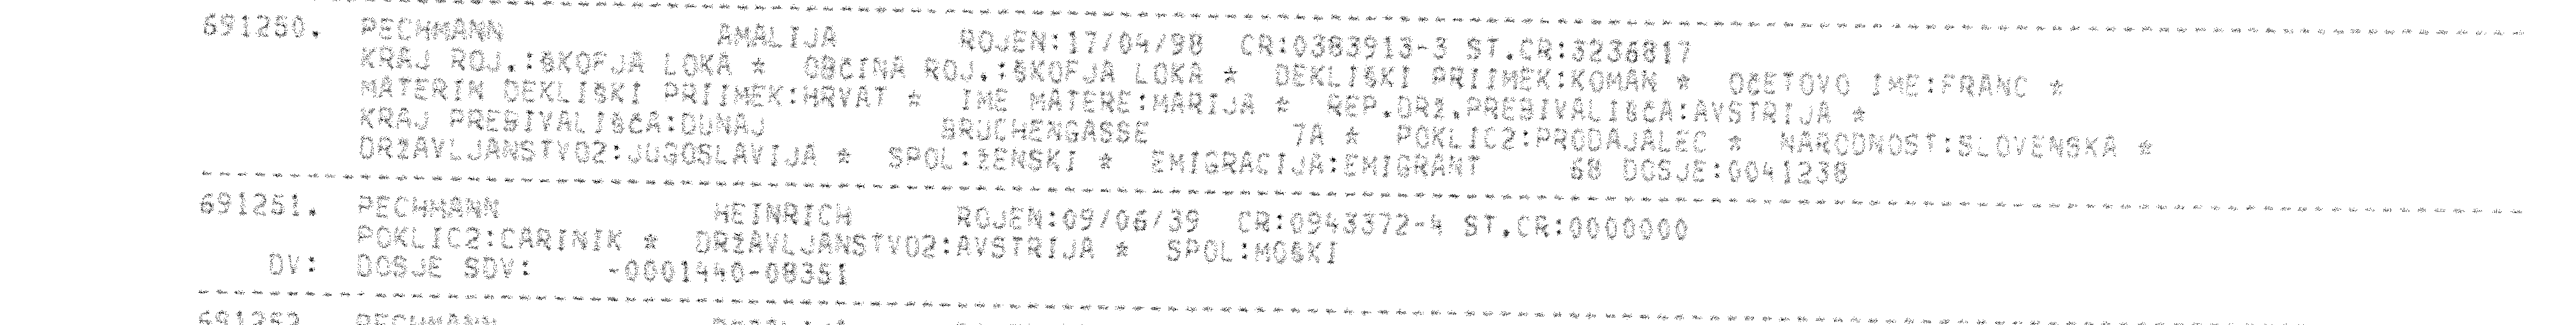 691250. PECHMANN AMALIJA ROJEN:17/04/98 CR:0383913-3 ST.CR:3236817
KRAJ ROJ.:ŠKOFJA LOKA * OBČINA ROJ.:ŠKOFJA LOKA * DEKLIŠKI PRIIMEK:KOMAN * OČETOVO IME:FRANC *
MATERIN DEKLIŠKI PRIIMEK:HRVAT * IME MATERE:MARIJA * REP.DRŽ.PREBIVALIŠČA:AVSTRIJA *
KRAJ PREBIVALIŠČA:DUNAJ BRUCHENGASSE 7A * POKLIC2:PRODAJALEC * NARODNOST:SLOVENSKA *
DRŽAVLJANSTVO2:JUGOSLAVIJA * SPOL:ŽENSKI * EMIGRACIJA:EMIGRANT 68 DOSJE:0041238
691251. PECHMANN HEINRICH ROJEN:09/06/39 CR:0943372-4 ST.CR:0000000
POKLIC2:CARINIK * DRŽAVLJANSTVO2:AVSTRIJA * SPOL:MOŠKI
DV: DOSJE SDV: -0001440-08351
691252 PECHMANN